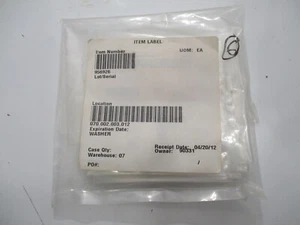 ITEM LABEL
Item Number UOM: EA
958926
Lot/Serial
6
Location
070.002.003.012
Expiration Date:
WASHER
Case Qty: Receipt Date: 04/20/12
Warehouse: 07 Owner: 90331
PO#: /